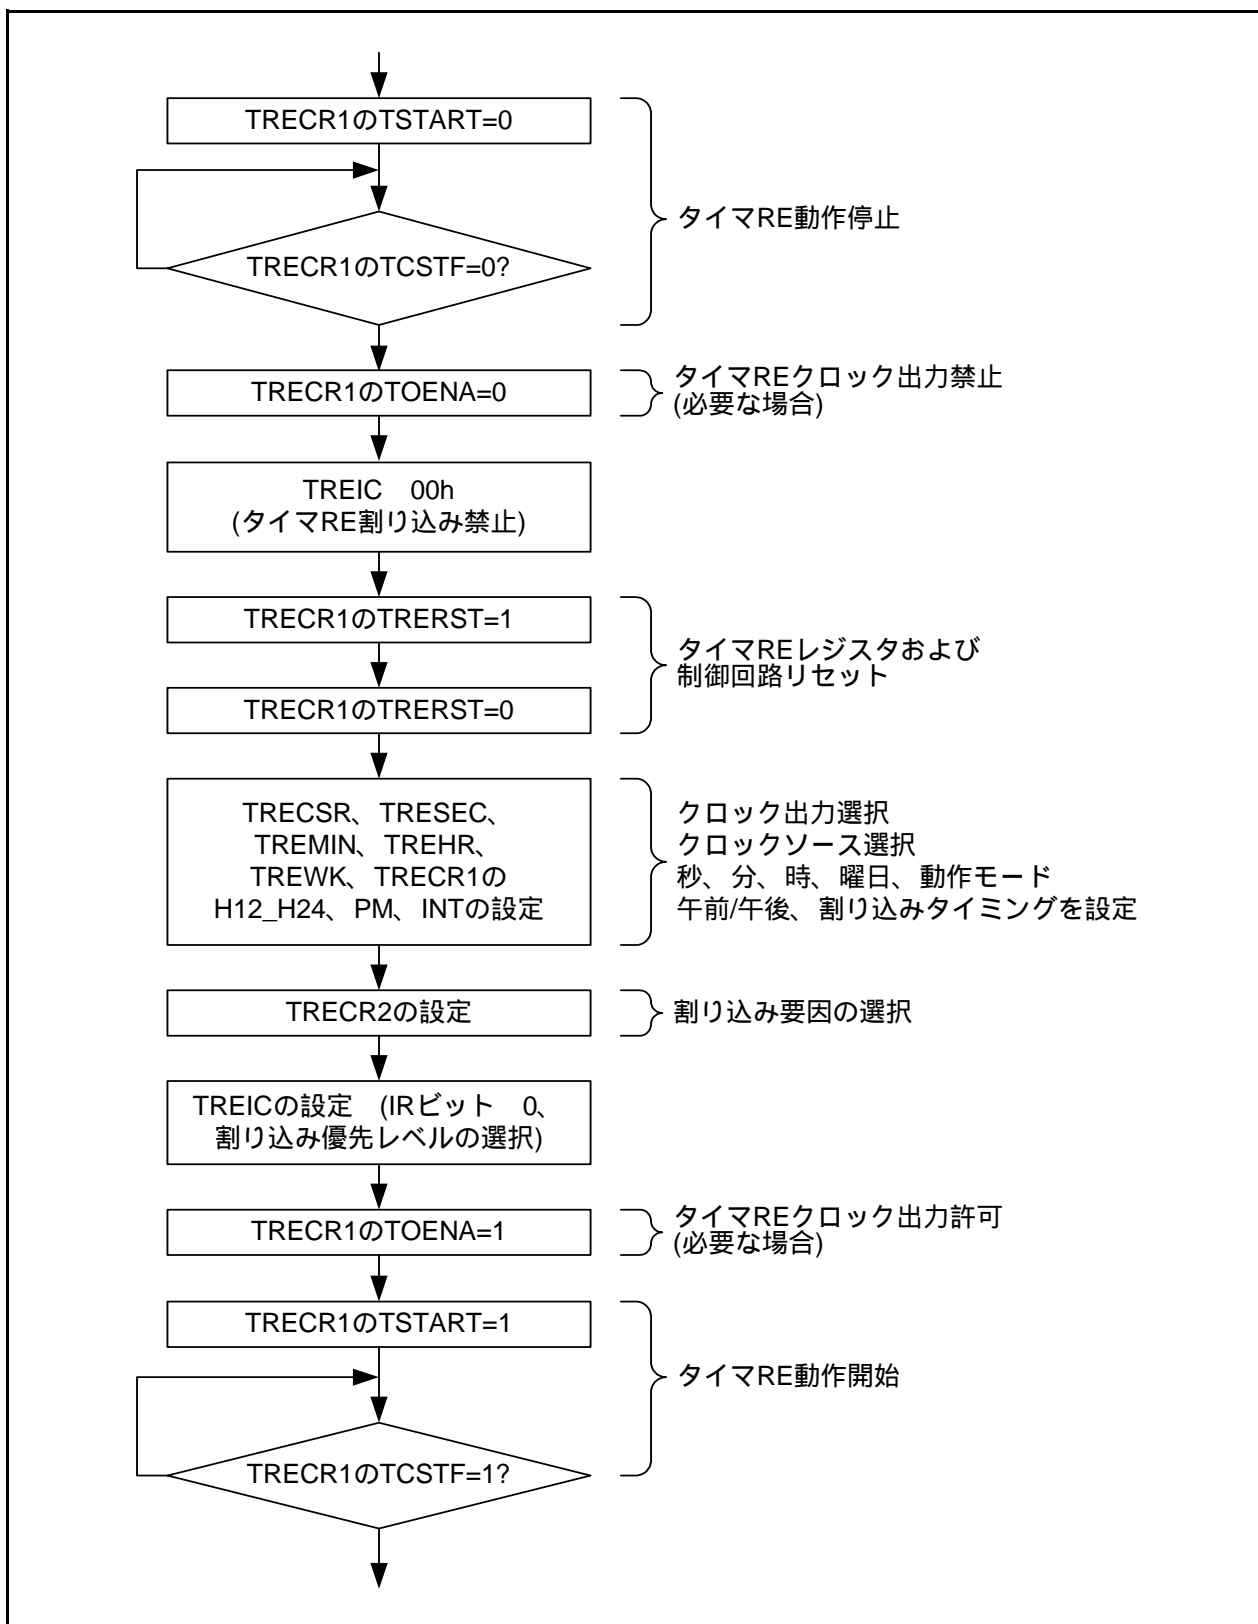 TRECR1のTSTART=0
TRECR1のTCSTF=0?
タイマRE動作停止
TRECR1のTOENA=0
タイマREクロック出力禁止
(必要な場合)
TREIC　00h
(タイマRE割り込み禁止)
TRECR1のTRERST=1
TRECR1のTRERST=0
タイマREレジスタおよび
制御回路リセット
TRECSR、TRESEC、
TREMIN、TREHR、
TREWK、TRECR1の
H12_H24、PM、INTの設定
クロック出力選択
クロックソース選択
秒、分、時、曜日、動作モード
午前/午後、割り込みタイミングを設定
TRECR2の設定
割り込み要因の選択
TREICの設定　(IRビット　0、
割り込み優先レベルの選択)
TRECR1のTOENA=1
タイマREクロック出力許可
(必要な場合)
TRECR1のTSTART=1
TRECR1のTCSTF=1?
タイマRE動作開始